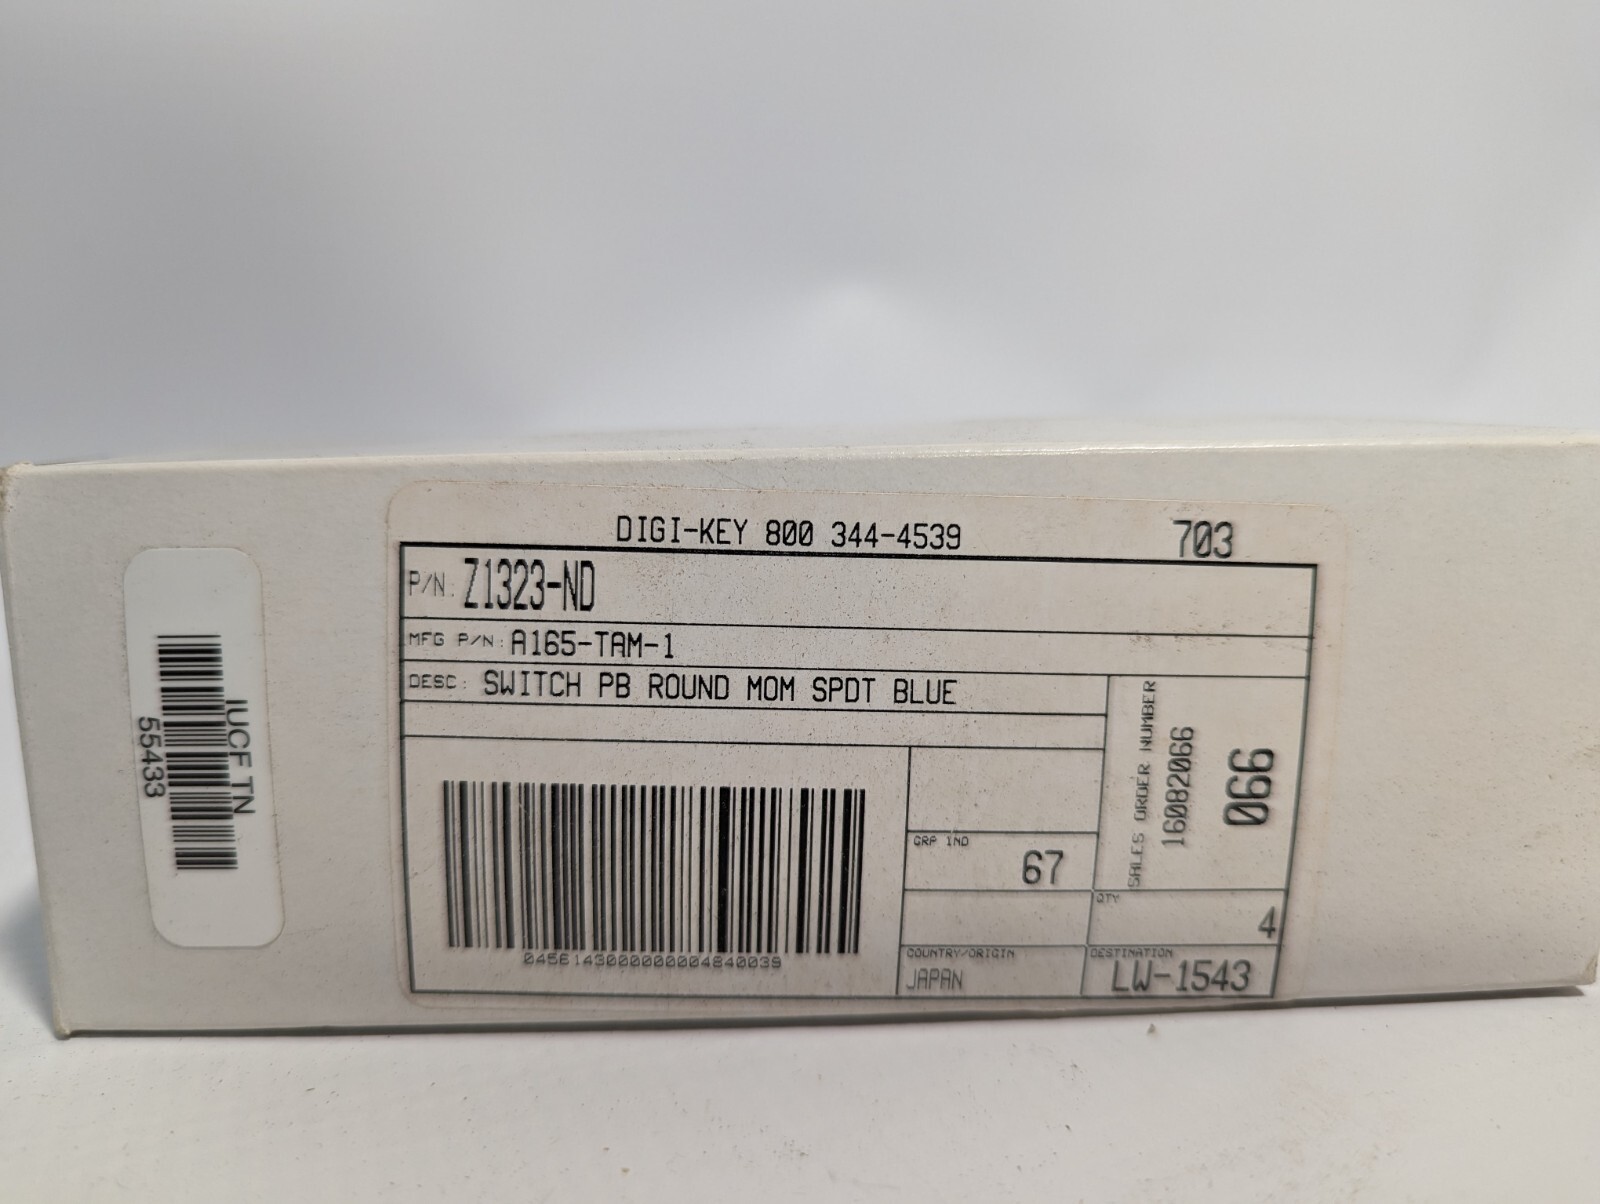 DIGI-KEY 800 344-4539
703
P/N: Z1323-ND
MFG P/N: A165-TAM-1
DESC: SWITCH PB ROUND MOM SPDT BLUE
SALES ORDER NUMBER
16082066
066
GRP IND
67
QTY
4
COUNTRY/ORIGIN
JAPAN
DESTINATION
LW-1543
04561430000000004840039
IUCF TN
55433